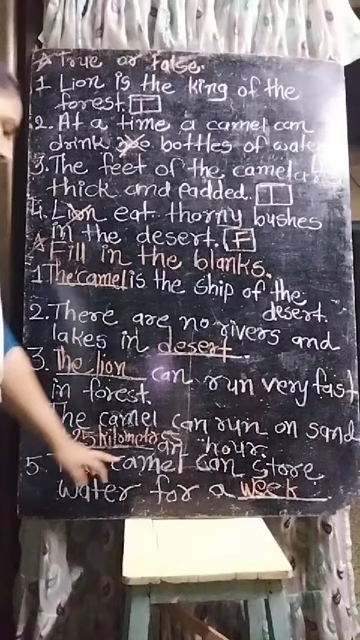 ☆ True or false.
1. Lion is the king of the
forest. T
2. At a time a camel can
drink bottles of water
3. The feet of the camel are
thick and padded. T
4. Lion eat thorny bushes
in the desert. F
☆ Fill in the blanks.
1. The camel is the ship of the
desert.
2. There are no rivers and
lakes in desert.
3. The lion can run very fast
in forest.
The camel can run on sand
25 kilometres an hour.
5. camel can store
water for a week